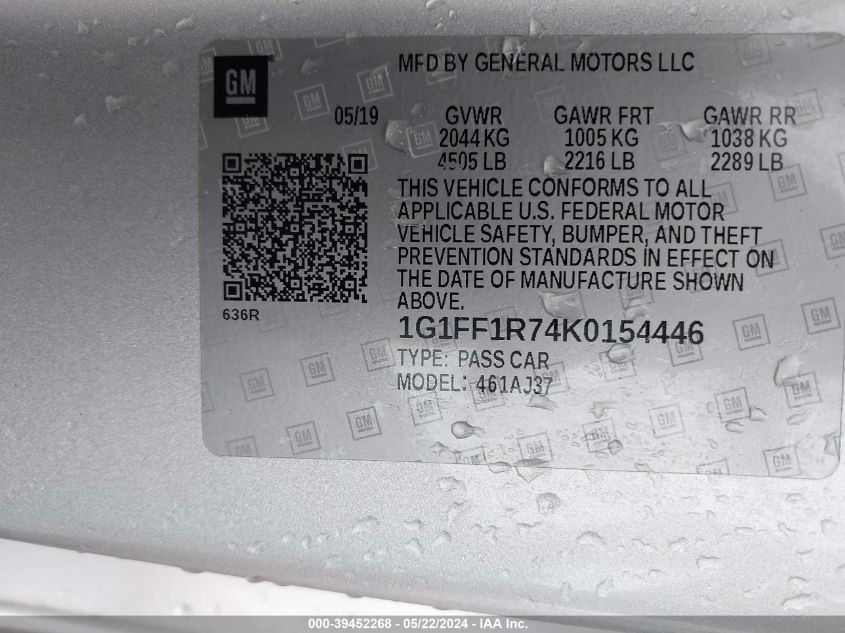 GM
MFD BY GENERAL MOTORS LLC
05/19 GVWR GAWR FRT GAWR RR
2044 KG 1005 KG 1038 KG
4505 LB 2216 LB 2289 LB
THIS VEHICLE CONFORMS TO ALL
APPLICABLE U.S. FEDERAL MOTOR
VEHICLE SAFETY, BUMPER, AND THEFT
PREVENTION STANDARDS IN EFFECT ON
THE DATE OF MANUFACTURE SHOWN
ABOVE.
636R
1G1FF1R74K0154446
TYPE: PASS CAR
MODEL: 461AJ37
000-39452268 - 05/22/2024 - IAA Inc.